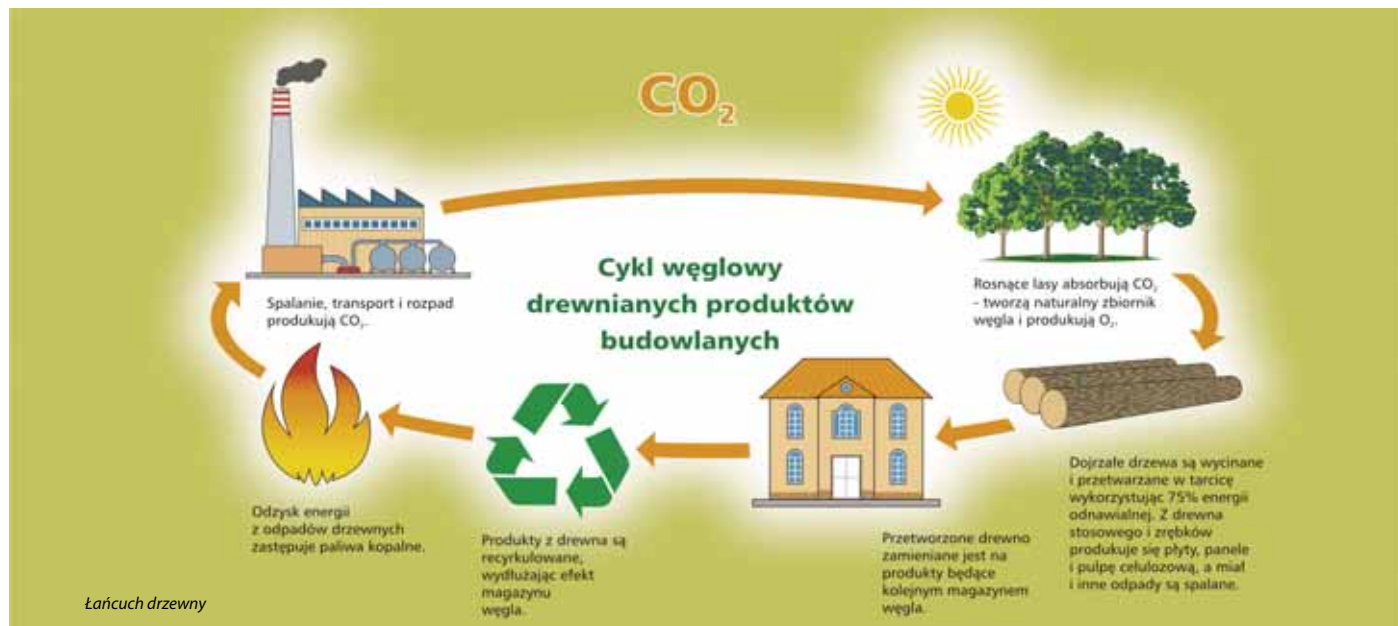 CO₂
Cykl węglowy
drewnianych produktów
budowlanych
Spalanie, transport i rozpad
produkują CO₂.
Rosnące lasy absorbują CO₂
- tworzą naturalny zbiornik
węgla i produkują O₂.
Dojrzałe drzewa są wycinane
i przetwarzane w tarcicę
wykorzystując 75% energii
odnawialnej. Z drewna
stosowego i zrębków
produkuje się płyty, panele
i pulpę celulozową, a miał
i inne odpady są spalane.
Przetworzone drewno
zamieniane jest na
produkty będące
kolejnym magazynem
węgla.
Produkty z drewna są
recyrkulowane,
wydłużając efekt
magazynu
węgla.
Odzysk energii
z odpadów drzewnych
zastępuje paliwa kopalne.
Łańcuch drzewny